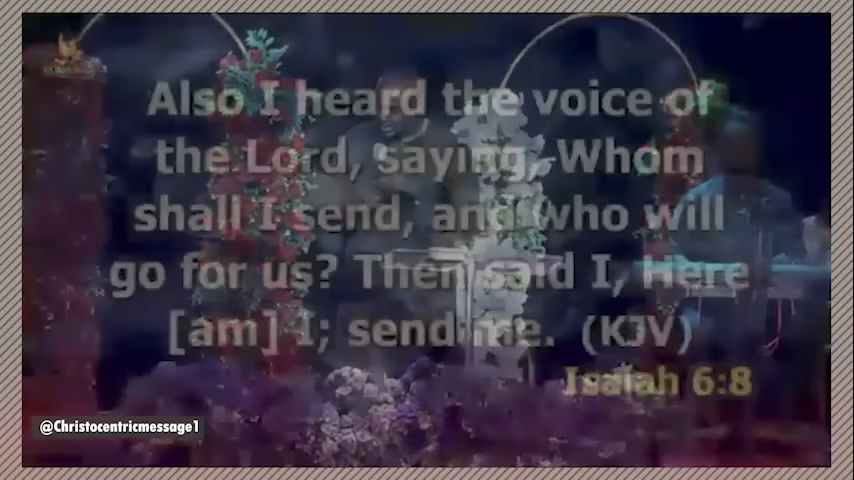 Also I heard the voice of
the Lord, saying, Whom
shall I send, and who will
go for us? Then said I, Here
[am] I; send me. (KJV)
Isaiah 6:8
@Christocentricmessage1